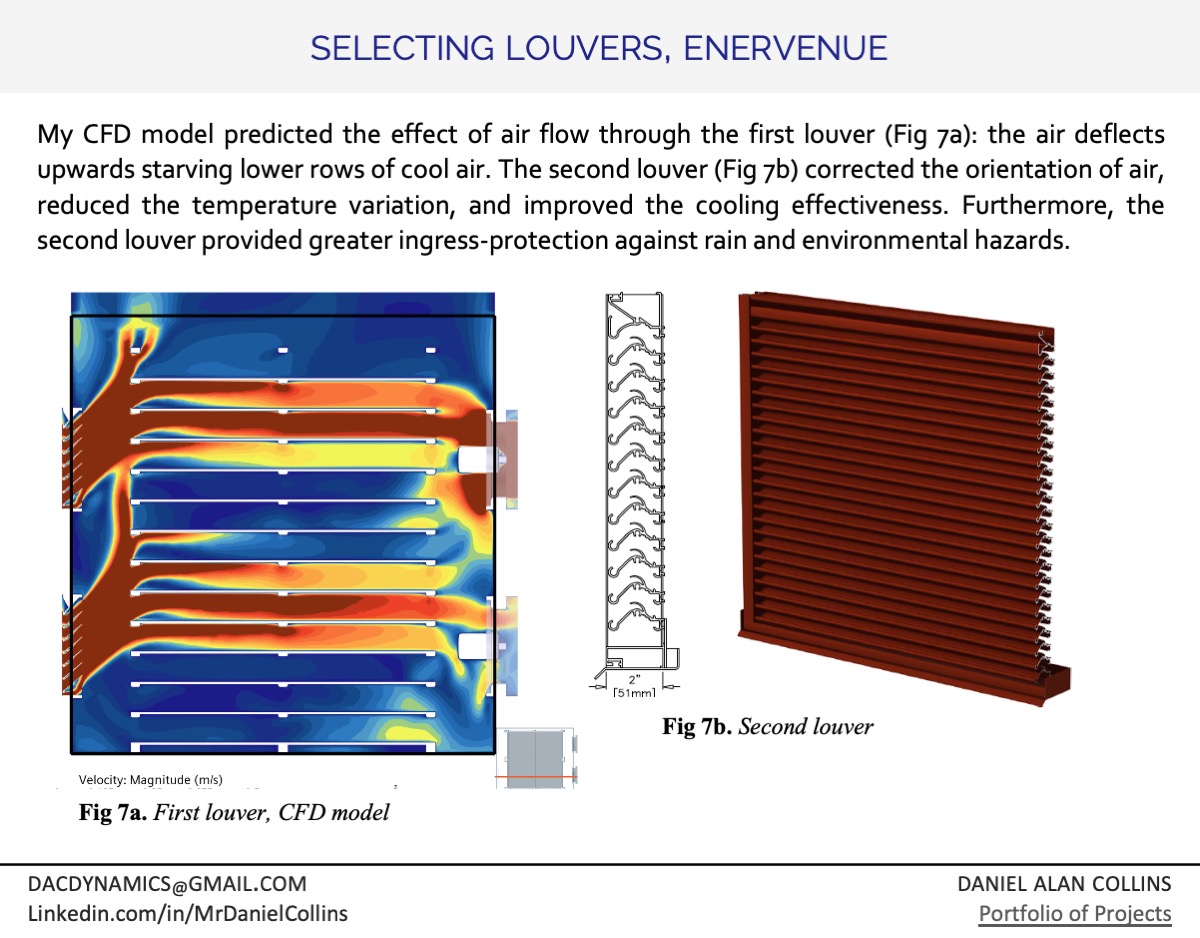 SELECTING LOUVERS, ENERVENUE
My CFD model predicted the effect of air flow through the first louver (Fig 7a): the air deflects
upwards starving lower rows of cool air. The second louver (Fig 7b) corrected the orientation of air,
reduced the temperature variation, and improved the cooling effectiveness. Furthermore, the
second louver provided greater ingress-protection against rain and environmental hazards.
2"
[51mm]
Fig 7b. Second louver
Velocity: Magnitude (m/s)
Fig 7a. First louver, CFD model
DACDYNAMICS@GMAIL.COM
Linkedin.com/in/MrDanielCollins
DANIEL ALAN COLLINS
Portfolio of Projects